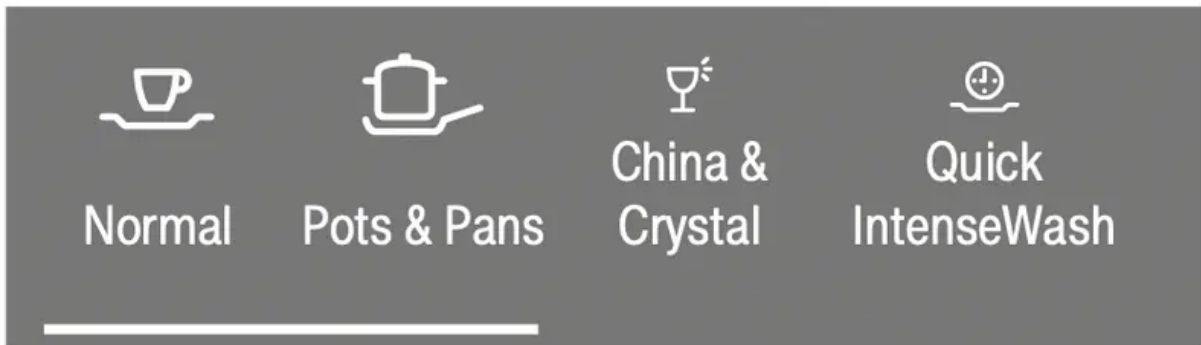 Normal
Pots & Pans
China &
Crystal
Quick
IntenseWash